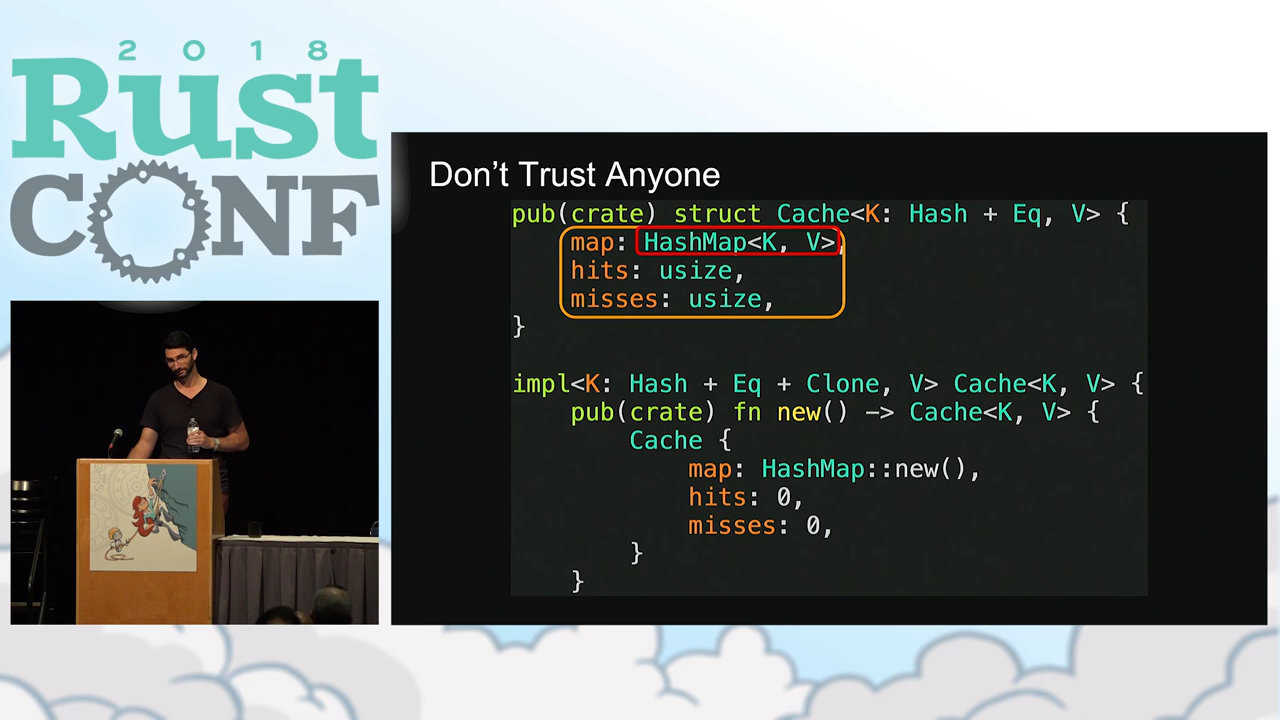 2018
Rust
CONF
Don’t Trust Anyone
pub(crate) struct Cache<K: Hash + Eq, V> {
    map: HashMap<K, V>,
    hits: usize,
    misses: usize,
}
impl<K: Hash + Eq + Clone, V> Cache<K, V> {
    pub(crate) fn new() -> Cache<K, V> {
        Cache {
            map: HashMap::new(),
            hits: 0,
            misses: 0,
        }
    }